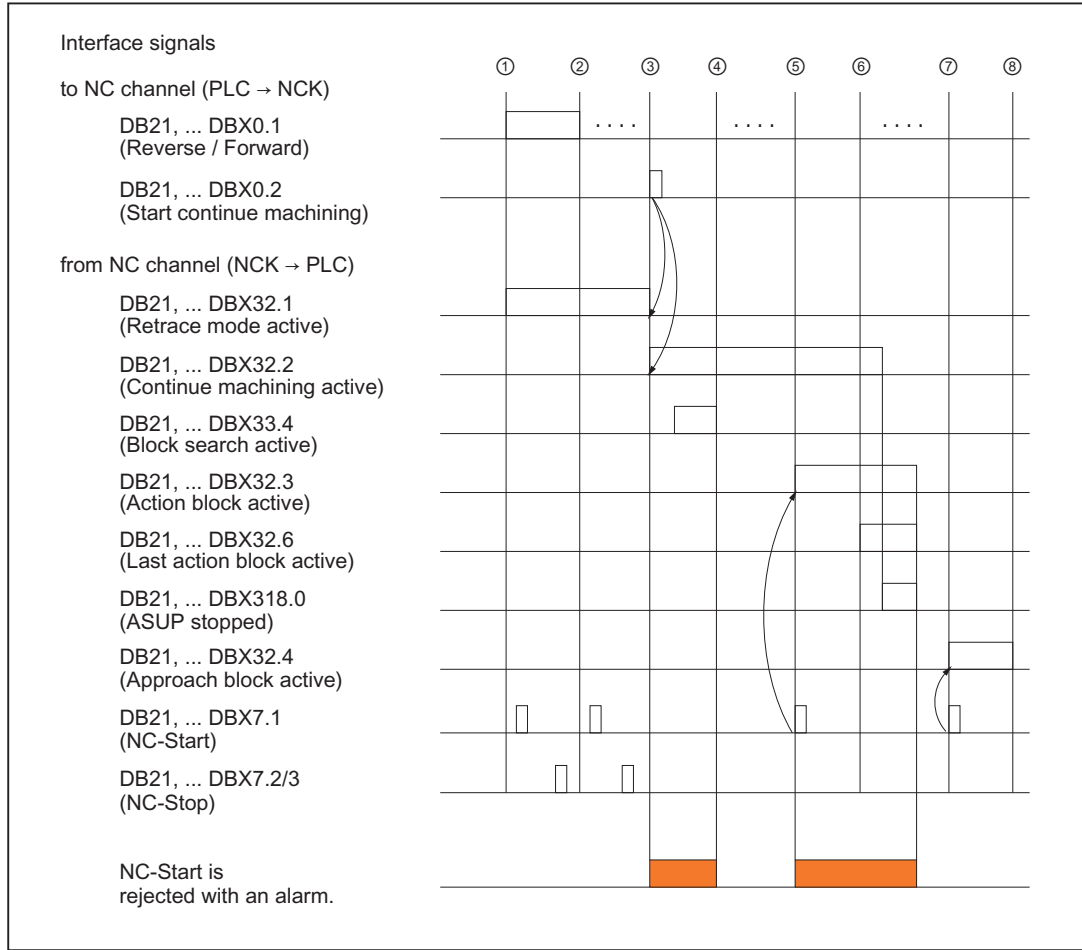 Interface signals
① ② ③ ④ ⑤ ⑥ ⑦ ⑧
to NC channel (PLC → NCK)
DB21, ... DBX0.1
(Reverse / Forward)
.... .... ....
DB21, ... DBX0.2
(Start continue machining)
from NC channel (NCK → PLC)
DB21, ... DBX32.1
(Retrace mode active)
DB21, ... DBX32.2
(Continue machining active)
DB21, ... DBX33.4
(Block search active)
DB21, ... DBX32.3
(Action block active)
DB21, ... DBX32.6
(Last action block active)
DB21, ... DBX318.0
(ASUP stopped)
DB21, ... DBX32.4
(Approach block active)
DB21, ... DBX7.1
(NC-Start)
DB21, ... DBX7.2/3
(NC-Stop)
NC-Start is
rejected with an alarm.